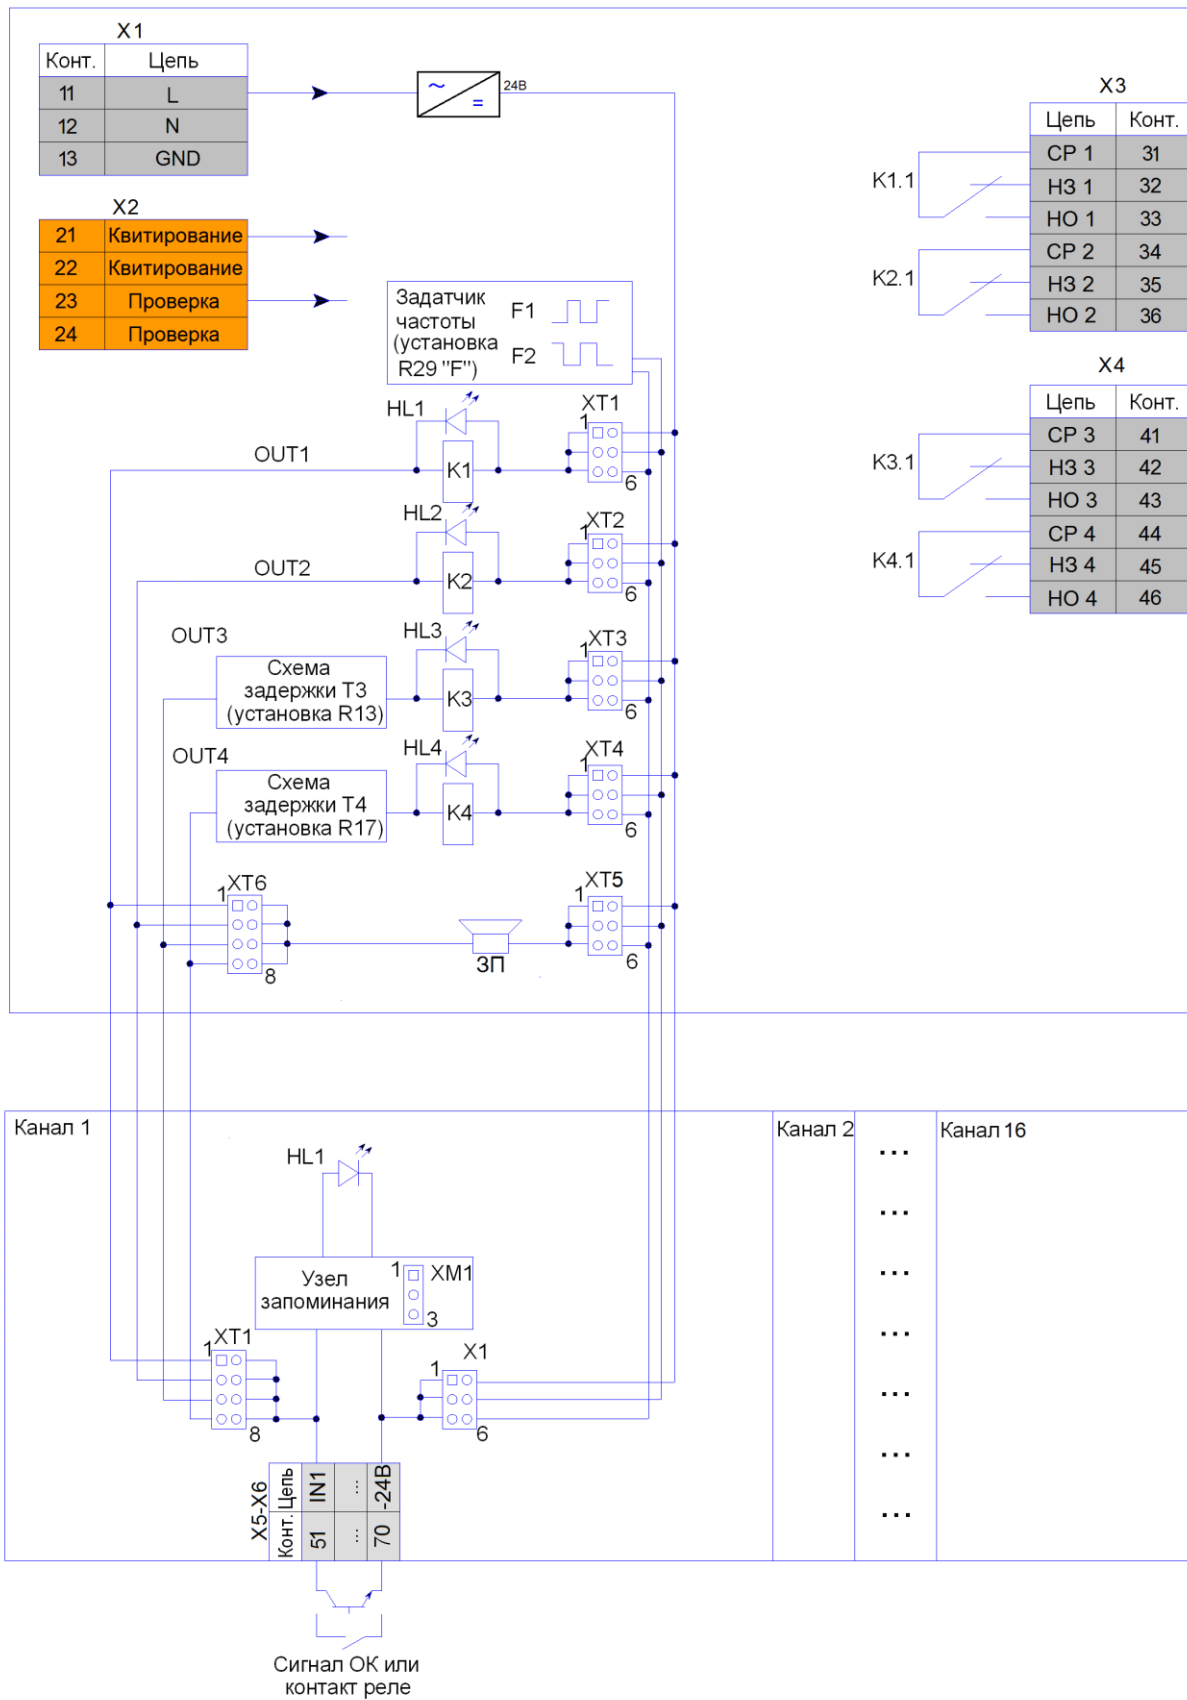 X1
Конт. Цепь
11 L
12 N
13 GND
24В
X2
21 Квитирование
22 Квитирование
23 Проверка
24 Проверка
X3
Цепь Конт.
СР 1 31
НЗ 1 32
НО 1 33
СР 2 34
НЗ 2 35
НО 2 36
K1.1
K2.1
X4
Цепь Конт.
СР 3 41
НЗ 3 42
НО 3 43
СР 4 44
НЗ 4 45
НО 4 46
K3.1
K4.1
Задатчик
частоты
(установка
R29 "F")
F1
F2
HL1
XT1
1
OUT1
K1
6
HL2
XT2
1
OUT2
K2
6
OUT3
HL3
XT3
1
Схема
задержки T3
(установка R13)
K3
6
OUT4
HL4
XT4
1
Схема
задержки T4
(установка R17)
K4
6
XT6
1
8
ЗП
XT5
1
6
Канал 1
Канал 2
...
...
...
...
...
...
...
Канал 16
HL1
Узел
запоминания
1
XM1
3
XT1
1
8
X1
1
6
X5-X6
Конт. Цепь
51 IN1
... ...
70 -24В
Сигнал ОК или
контакт реле